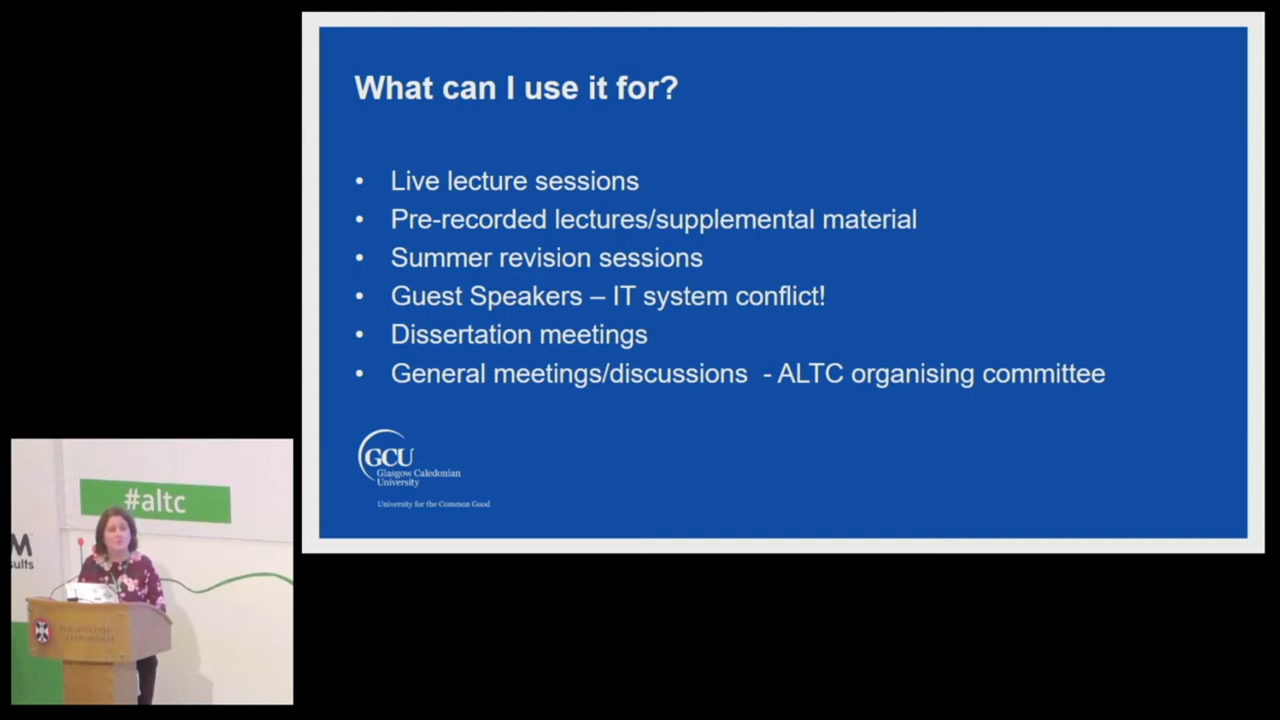 What can I use it for?
• Live lecture sessions
• Pre-recorded lectures/supplemental material
• Summer revision sessions
• Guest Speakers – IT system conflict!
• Dissertation meetings
• General meetings/discussions - ALTC organising committee
GCU
Glasgow Caledonian
University
University for the Common Good
#altc
M
sults